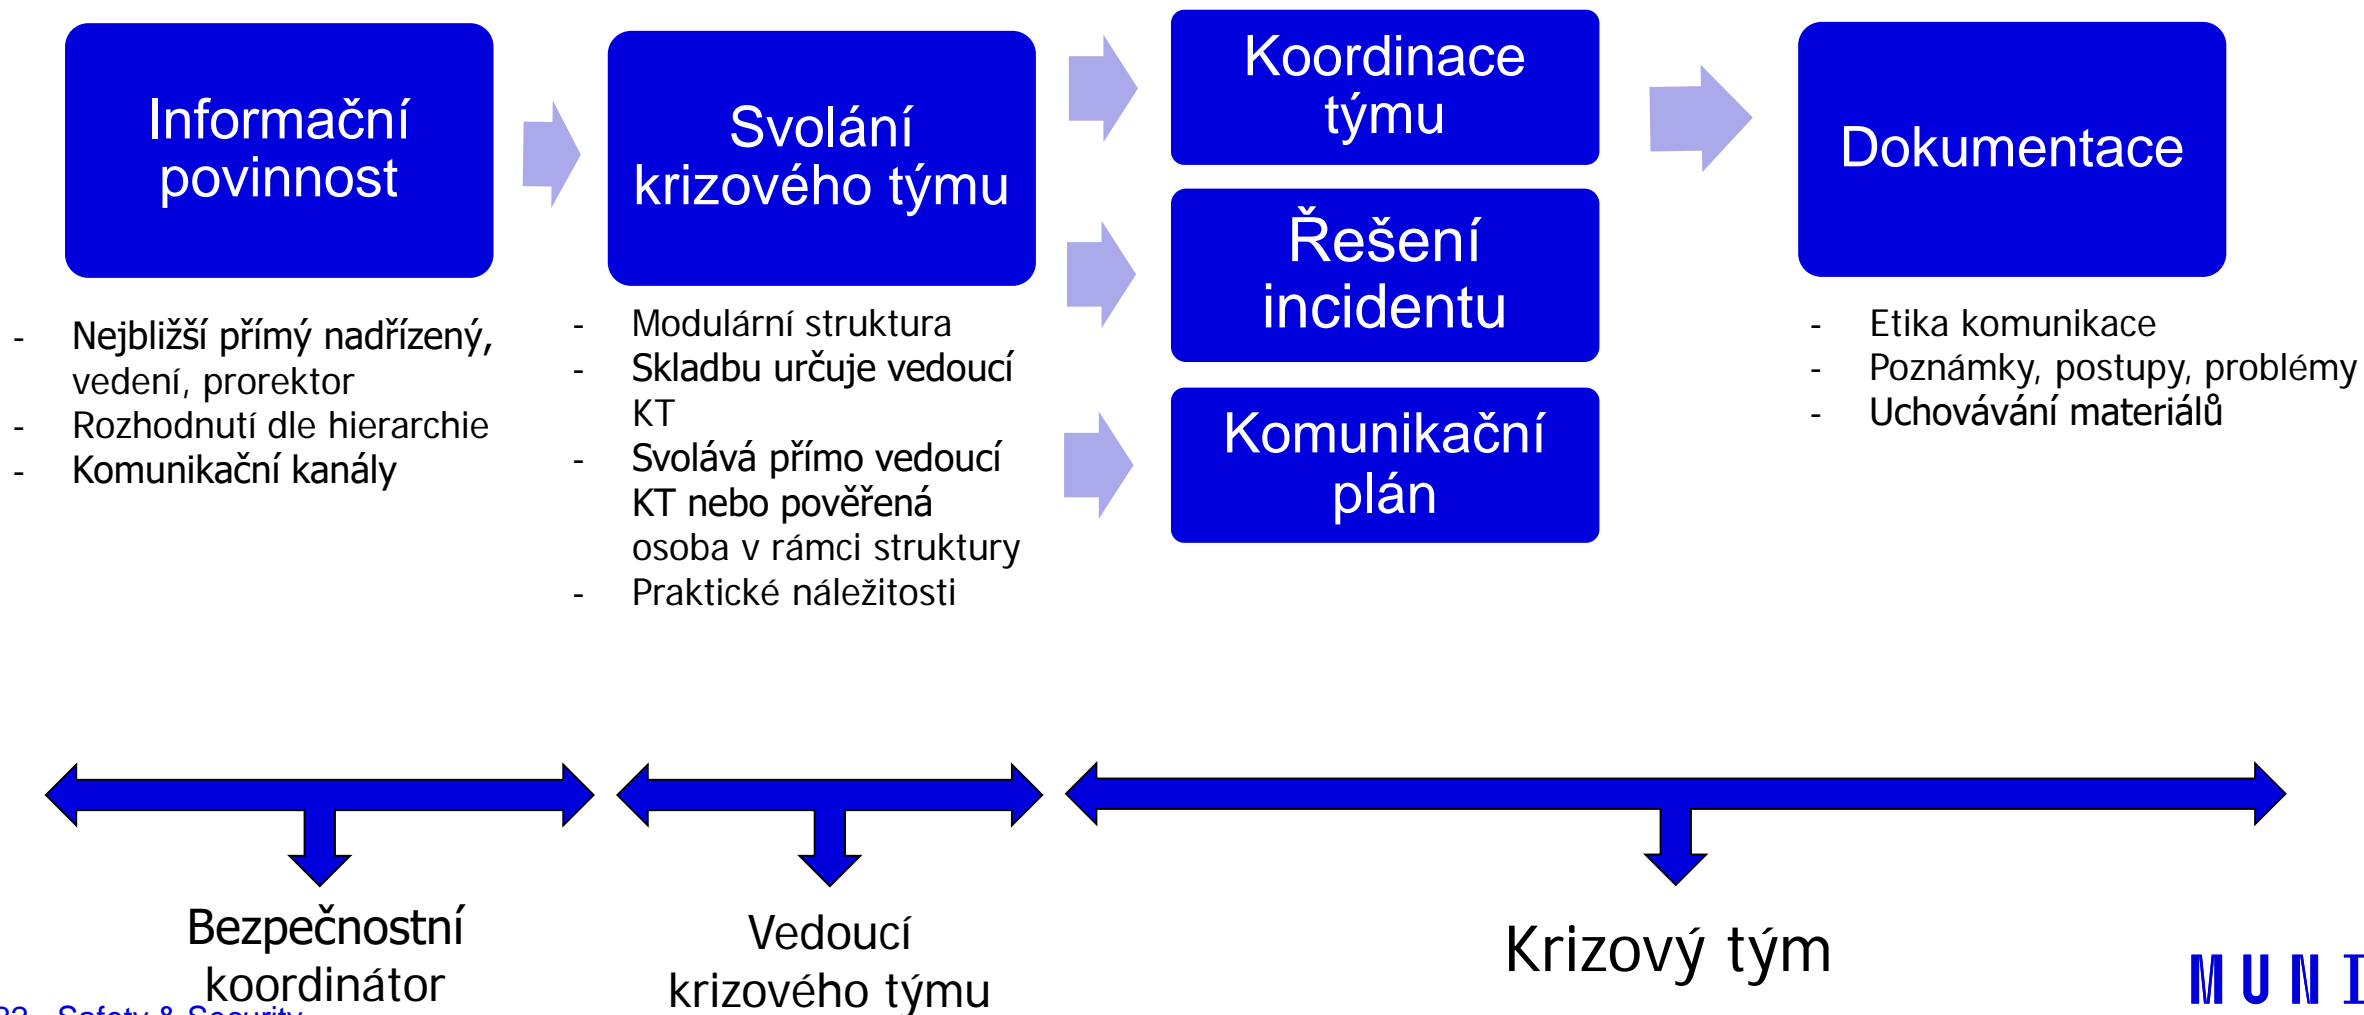 Informační
povinnost
Svolání
krizového týmu
Koordinace
týmu
Řešení
incidentu
Komunikační
plán
Dokumentace
- Nejbližší přímý nadřízený,
vedení, prorektor
- Rozhodnutí dle hierarchie
- Komunikační kanály
- Modulární struktura
- Skladbu určuje vedoucí
KT
- Svolává přímo vedoucí
KT nebo pověřená
osoba v rámci struktury
- Praktické náležitosti
- Etika komunikace
- Poznámky, postupy, problémy
- Uchovávání materiálů
Bezpečnostní
koordinátor
Vedoucí
krizového týmu
Krizový tým
Safety & Security
MUNI